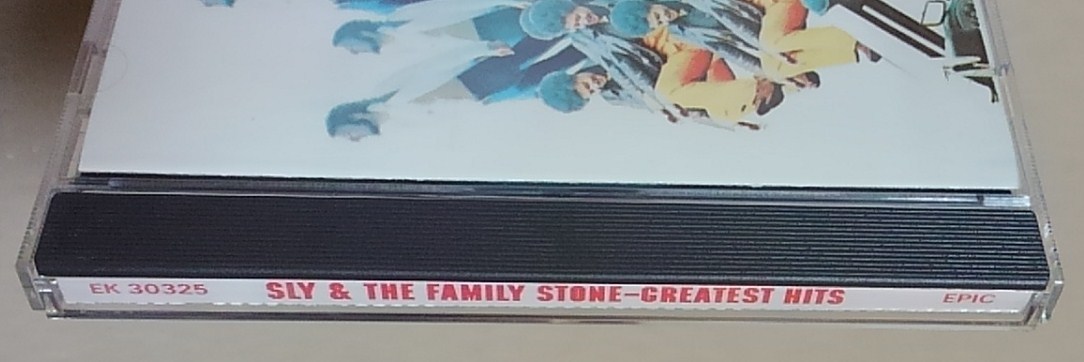 EK 30325 SLY & THE FAMILY STONE-GREATEST HITS EPIC